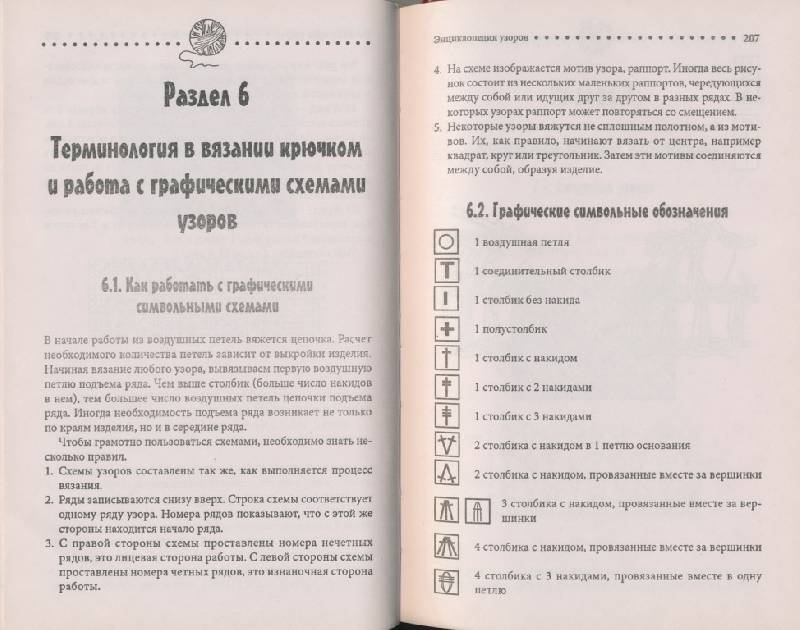 Раздел 6
Терминология в вязании крючком
и работа с графическими схемами
узоров
6.1. Как работать с графическими
символьными схемами
В начале работы из воздушных петель вяжется цепочка. Расчет
необходимого количества петель зависит от выкройки изделия.
Начиная вязание любого узора, вывязываем первую воздушную
петлю подъема ряда. Чем выше столбик (больше число накидов
в нем), тем большее число воздушных петель цепочки подъема
ряда. Иногда необходимость подъема ряда возникает не только
по краям изделия, но и в середине ряда.
Чтобы грамотно пользоваться схемами, необходимо знать не-
сколько правил.
1. Схемы узоров составлены так же, как выполняется процесс
вязания.
2. Ряды записываются снизу вверх. Строка схемы соответствует
одному ряду узора. Номера рядов показывают, что с этой же
стороны находится начало ряда.
3. С правой стороны схемы проставлены номера нечетных
рядов, это лицевая сторона работы. С левой стороны схемы
проставлены номера четных рядов, это изнаночная сторона
работы.
Энциклопедия узоров 207
4. На схеме изображается мотив узора, раппорт. Иногда весь рису-
нов состоит из нескольких маленьких раппортов, чередующихся
между собой или идущих друг за другом в разных рядах. В не-
которых узорах раппорт может повторяться со смещением.
5. Некоторые узоры вяжутся не сплошным полотном, а из моти-
вов. Их, как правило, начинают вязать от центра, например
квадрат, круг или треугольник. Затем эти мотивы соединяются
между собой, образуя изделие.
6.2. Графические символьные обозначения
1 воздушная петля
1 соединительный столбик
1 столбик без накида
1 полустолбик
1 столбик с накидом
1 столбик с 2 накидами
1 столбик с 3 накидами
2 столбика с накидом в 1 петлю основания
2 столбика с накидом, провязанные вместе за вершинки
3 столбика с накидом, провязанные вместе за вер-
шинки
4 столбика с накидом, провязанные вместе за вершинки
4 столбика с 3 накидами, провязанные вместе в одну
петлю